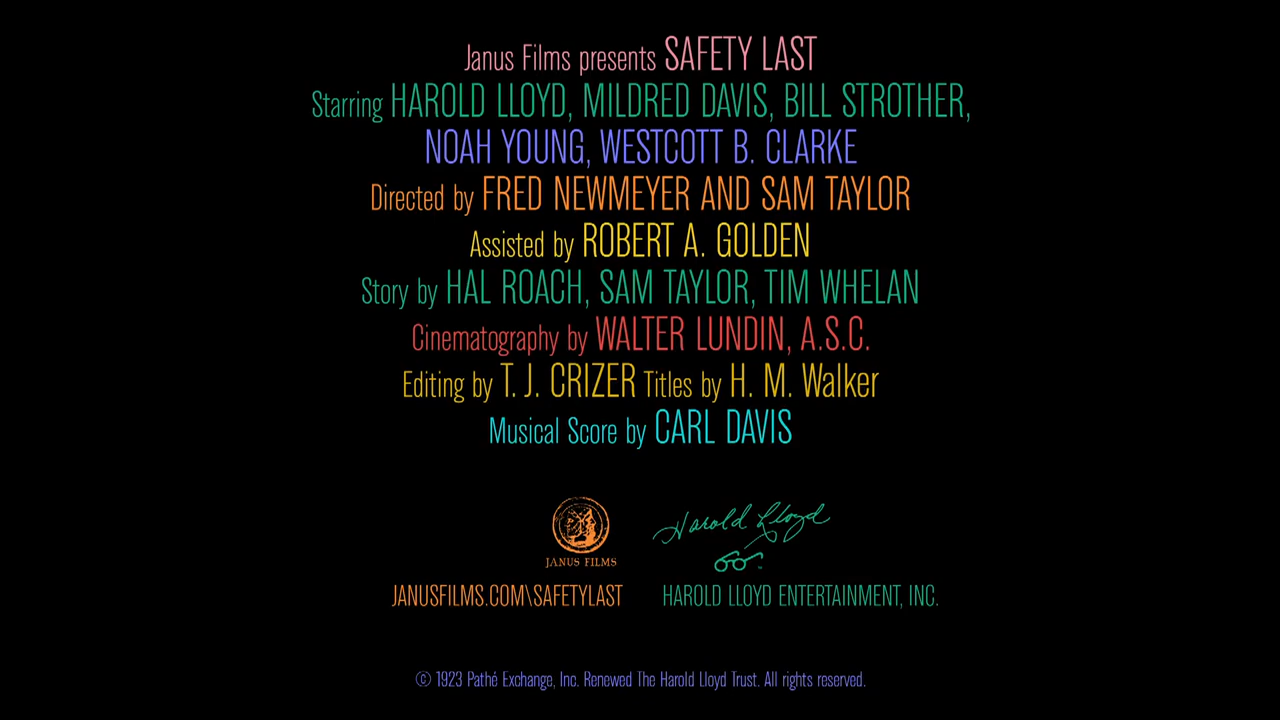 Janus Films presents SAFETY LAST
Starring HAROLD LLOYD, MILDRED DAVIS, BILL STROTHER,
NOAH YOUNG, WESTCOTT B. CLARKE
Directed by FRED NEWMEYER AND SAM TAYLOR
Assisted by ROBERT A. GOLDEN
Story by HAL ROACH, SAM TAYLOR, TIM WHELAN
Cinematography by WALTER LUNDIN, A.S.C.
Editing by T. J. CRIZER Titles by H. M. Walker
Musical Score by CARL DAVIS
Harold Lloyd
JANUS FILMS
JANUSFILMS.COM\SAFETYLAST
HAROLD LLOYD ENTERTAINMENT, INC.
© 1923 Pathé Exchange, Inc. Renewed The Harold Lloyd Trust. All rights reserved.